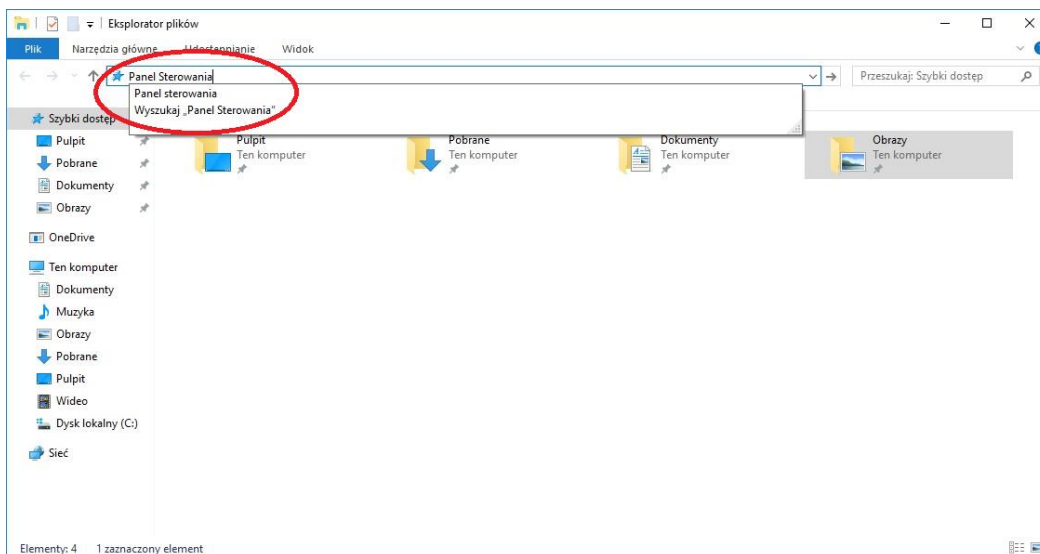 Eksplorator plików
Plik Narzędzia główne Udostępnianie Widok
Panel Sterowania
Przeszukaj: Szybki dostęp
Panel sterowania
Wyszukaj „Panel Sterowania”
Szybki dostęp
Pulpit
Pobrane
Dokumenty
Obrazy
OneDrive
Ten komputer
Dokumenty
Muzyka
Obrazy
Pobrane
Pulpit
Wideo
Dysk lokalny (C:)
Sieć
Pulpit
Ten komputer
Pobrane
Ten komputer
Dokumenty
Ten komputer
Obrazy
Ten komputer
Elementy: 4 1 zaznaczony element